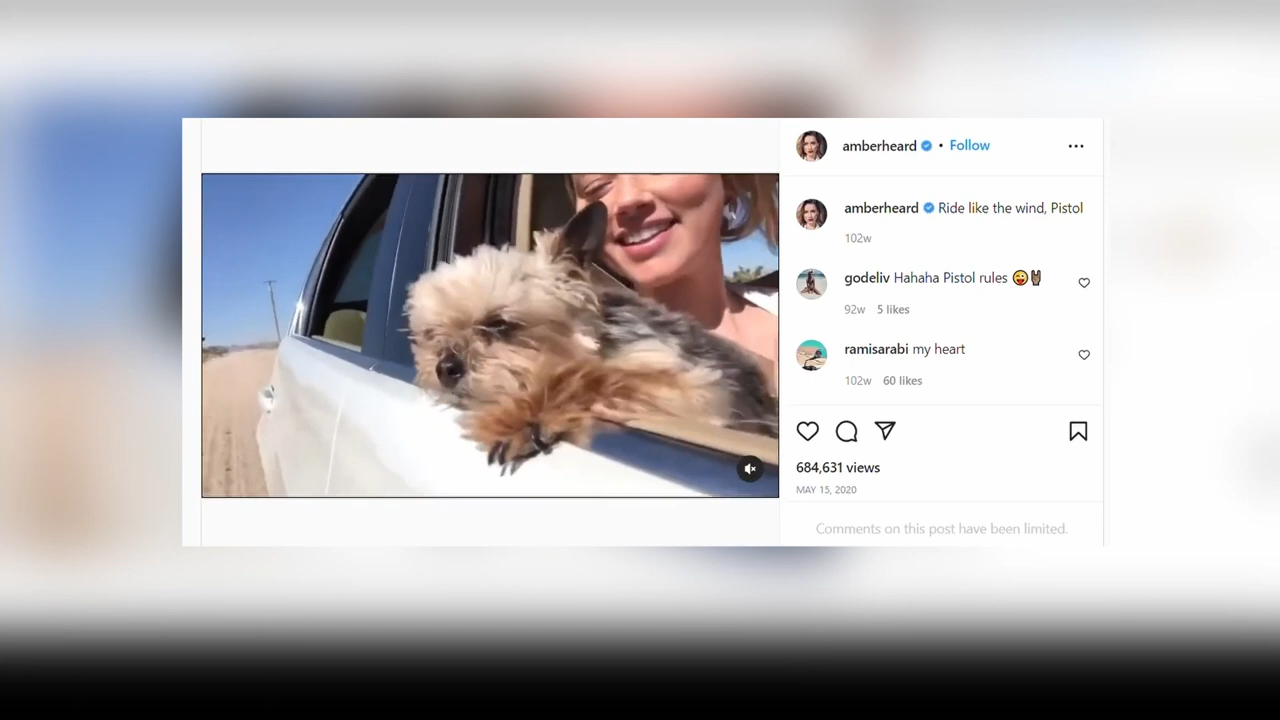 amberheard • Follow
amberheard Ride like the wind, Pistol
102w
godeliv Hahaha Pistol rules 😜🤘🏿
92w 5 likes
ramisarabi my heart
102w 60 likes
684,631 views
MAY 15, 2020
Comments on this post have been limited.